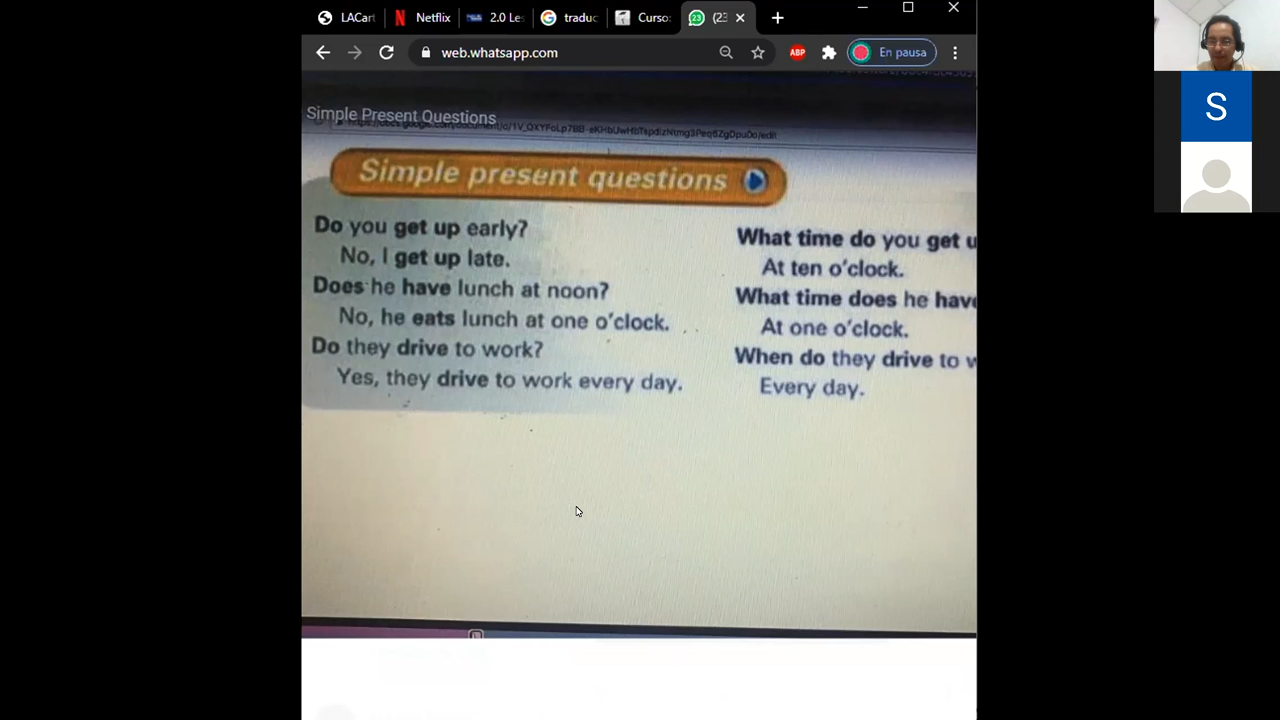 LACart
Netflix
2.0 Les
traduc
Curso:
(23
web.whatsapp.com
ABP
En pausa
S
Simple Present Questions
Simple present questions
Do you get up early?
No, I get up late.
Does he have lunch at noon?
No, he eats lunch at one o'clock.
Do they drive to work?
Yes, they drive to work every day.
What time do you get u
At ten o'clock.
What time does he have
At one o'clock.
When do they drive to w
Every day.